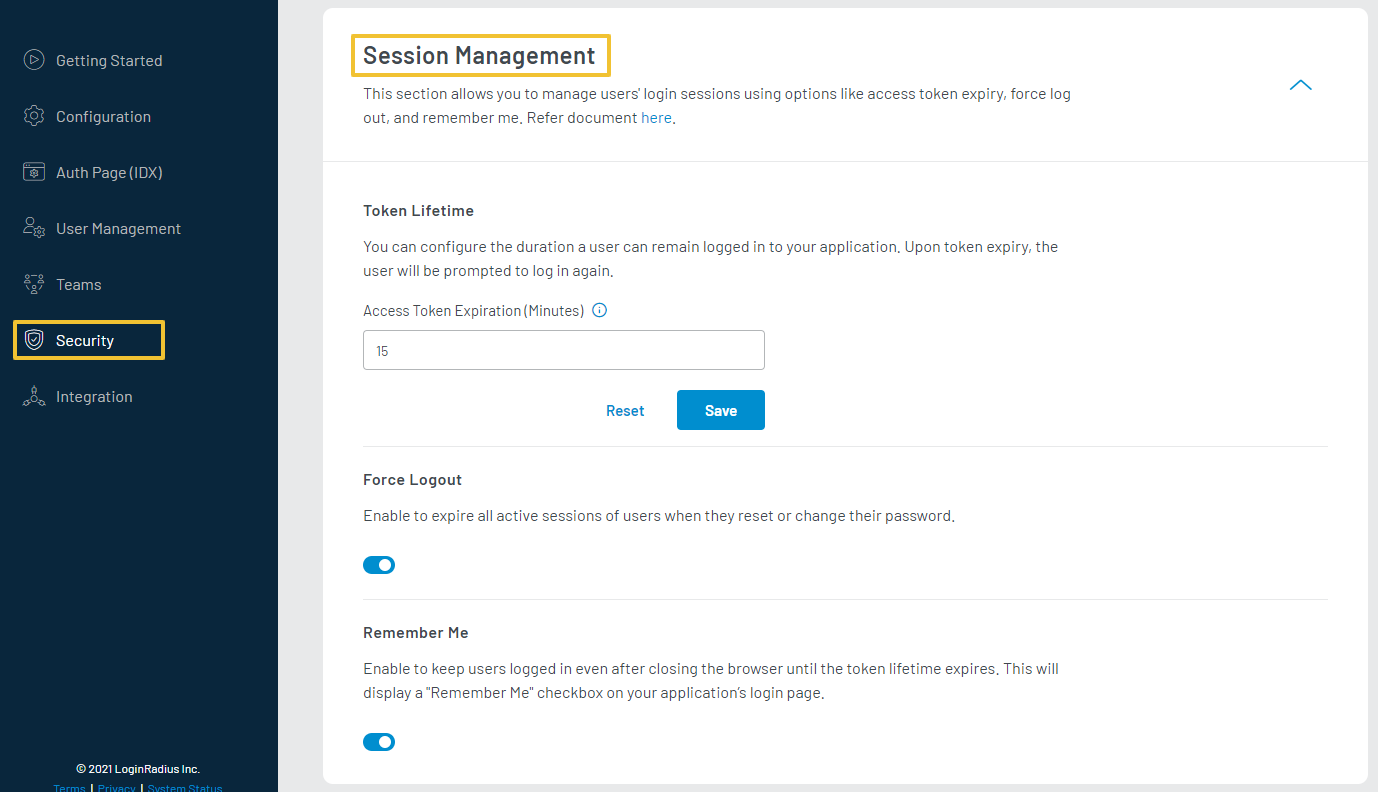 Getting Started
Configuration
Auth Page (IDX)
User Management
Teams
Security
Integration
© 2021 LoginRadius Inc.
Terms | Privacy | System Status
Session Management
This section allows you to manage users' login sessions using options like access token expiry, force log
out, and remember me. Refer document here.
Token Lifetime
You can configure the duration a user can remain logged in to your application. Upon token expiry, the
user will be prompted to log in again.
Access Token Expiration (Minutes)
15
Reset
Save
Force Logout
Enable to expire all active sessions of users when they reset or change their password.
Remember Me
Enable to keep users logged in even after closing the browser until the token lifetime expires. This will
display a "Remember Me" checkbox on your application's login page.